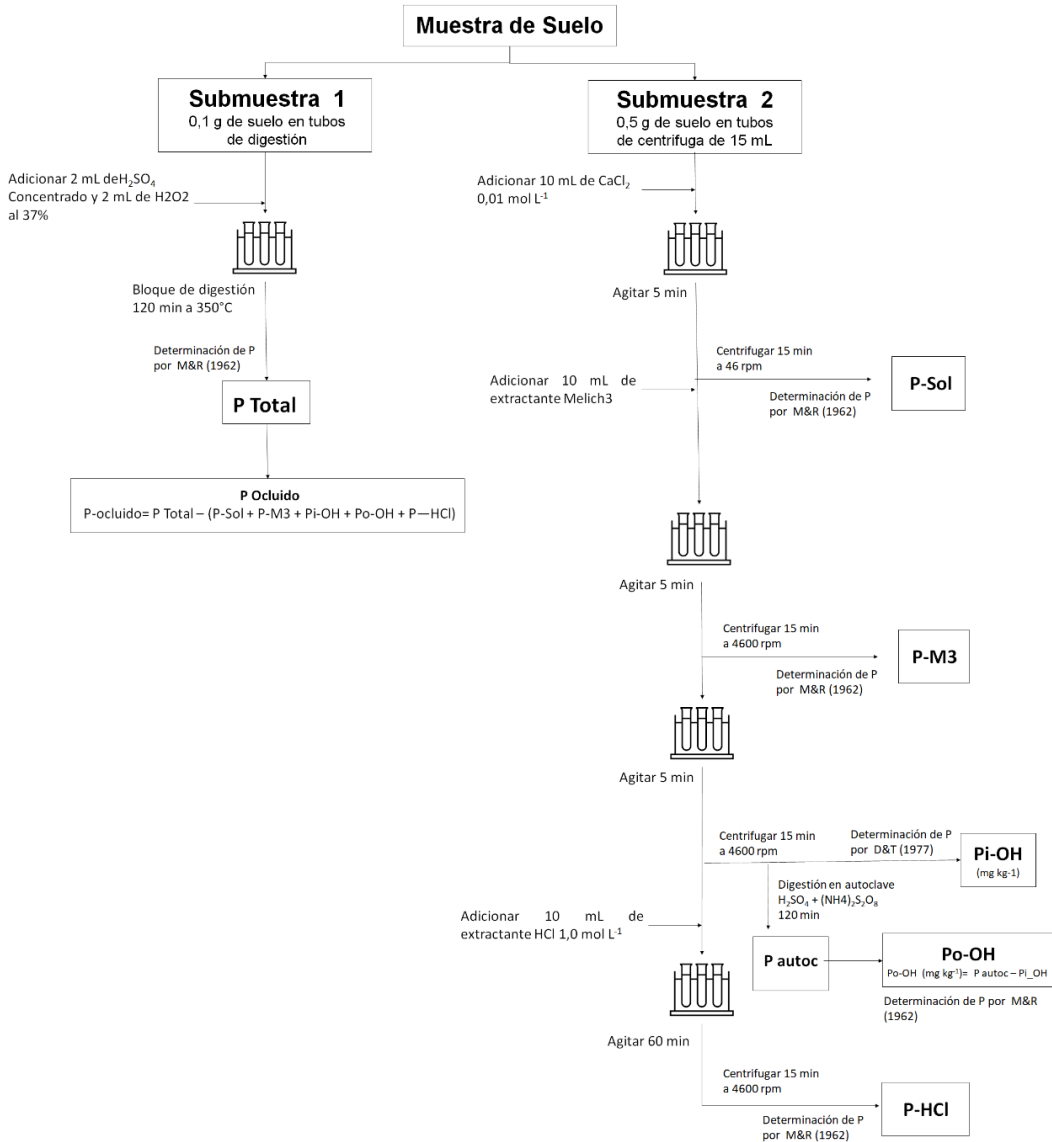 Muestra de Suelo
Submuestra 1
0,1 g de suelo en tubos
de digestión
Adicionar 2 mL deH₂SO₄
Concentrado y 2 mL de H2O2
al 37%
Bloque de digestión
120 min a 350°C
Determinación de P
por M&R (1962)
P Total
P Ocluido
P-ocluido= P Total – (P-Sol + P-M3 + Pi-OH + Po-OH + P—HCl)
Submuestra 2
0,5 g de suelo en tubos
de centrifuga de 15 mL
Adicionar 10 mL de CaCl₂
0,01 mol L⁻¹
Agitar 5 min
Centrifugar 15 min
a 46 rpm
Determinación de P
por M&R (1962)
P-Sol
Adicionar 10 mL de
extractante Melich3
Agitar 5 min
Centrifugar 15 min
a 4600 rpm
Determinación de P
por M&R (1962)
P-M3
Agitar 5 min
Centrifugar 15 min
a 4600 rpm
Determinación de P
por D&T (1977)
Pi-OH
(mg kg-1)
Digestión en autoclave
H₂SO₄ + (NH4)₂S₂O₈
120 min
P autoc
Po-OH
Po-OH (mg kg⁻¹)= P autoc – Pi_OH
Determinación de P por M&R
(1962)
Adicionar 10 mL de
extractante HCl 1,0 mol L⁻¹
Agitar 60 min
Centrifugar 15 min
a 4600 rpm
Determinación de P
por M&R (1962)
P-HCl